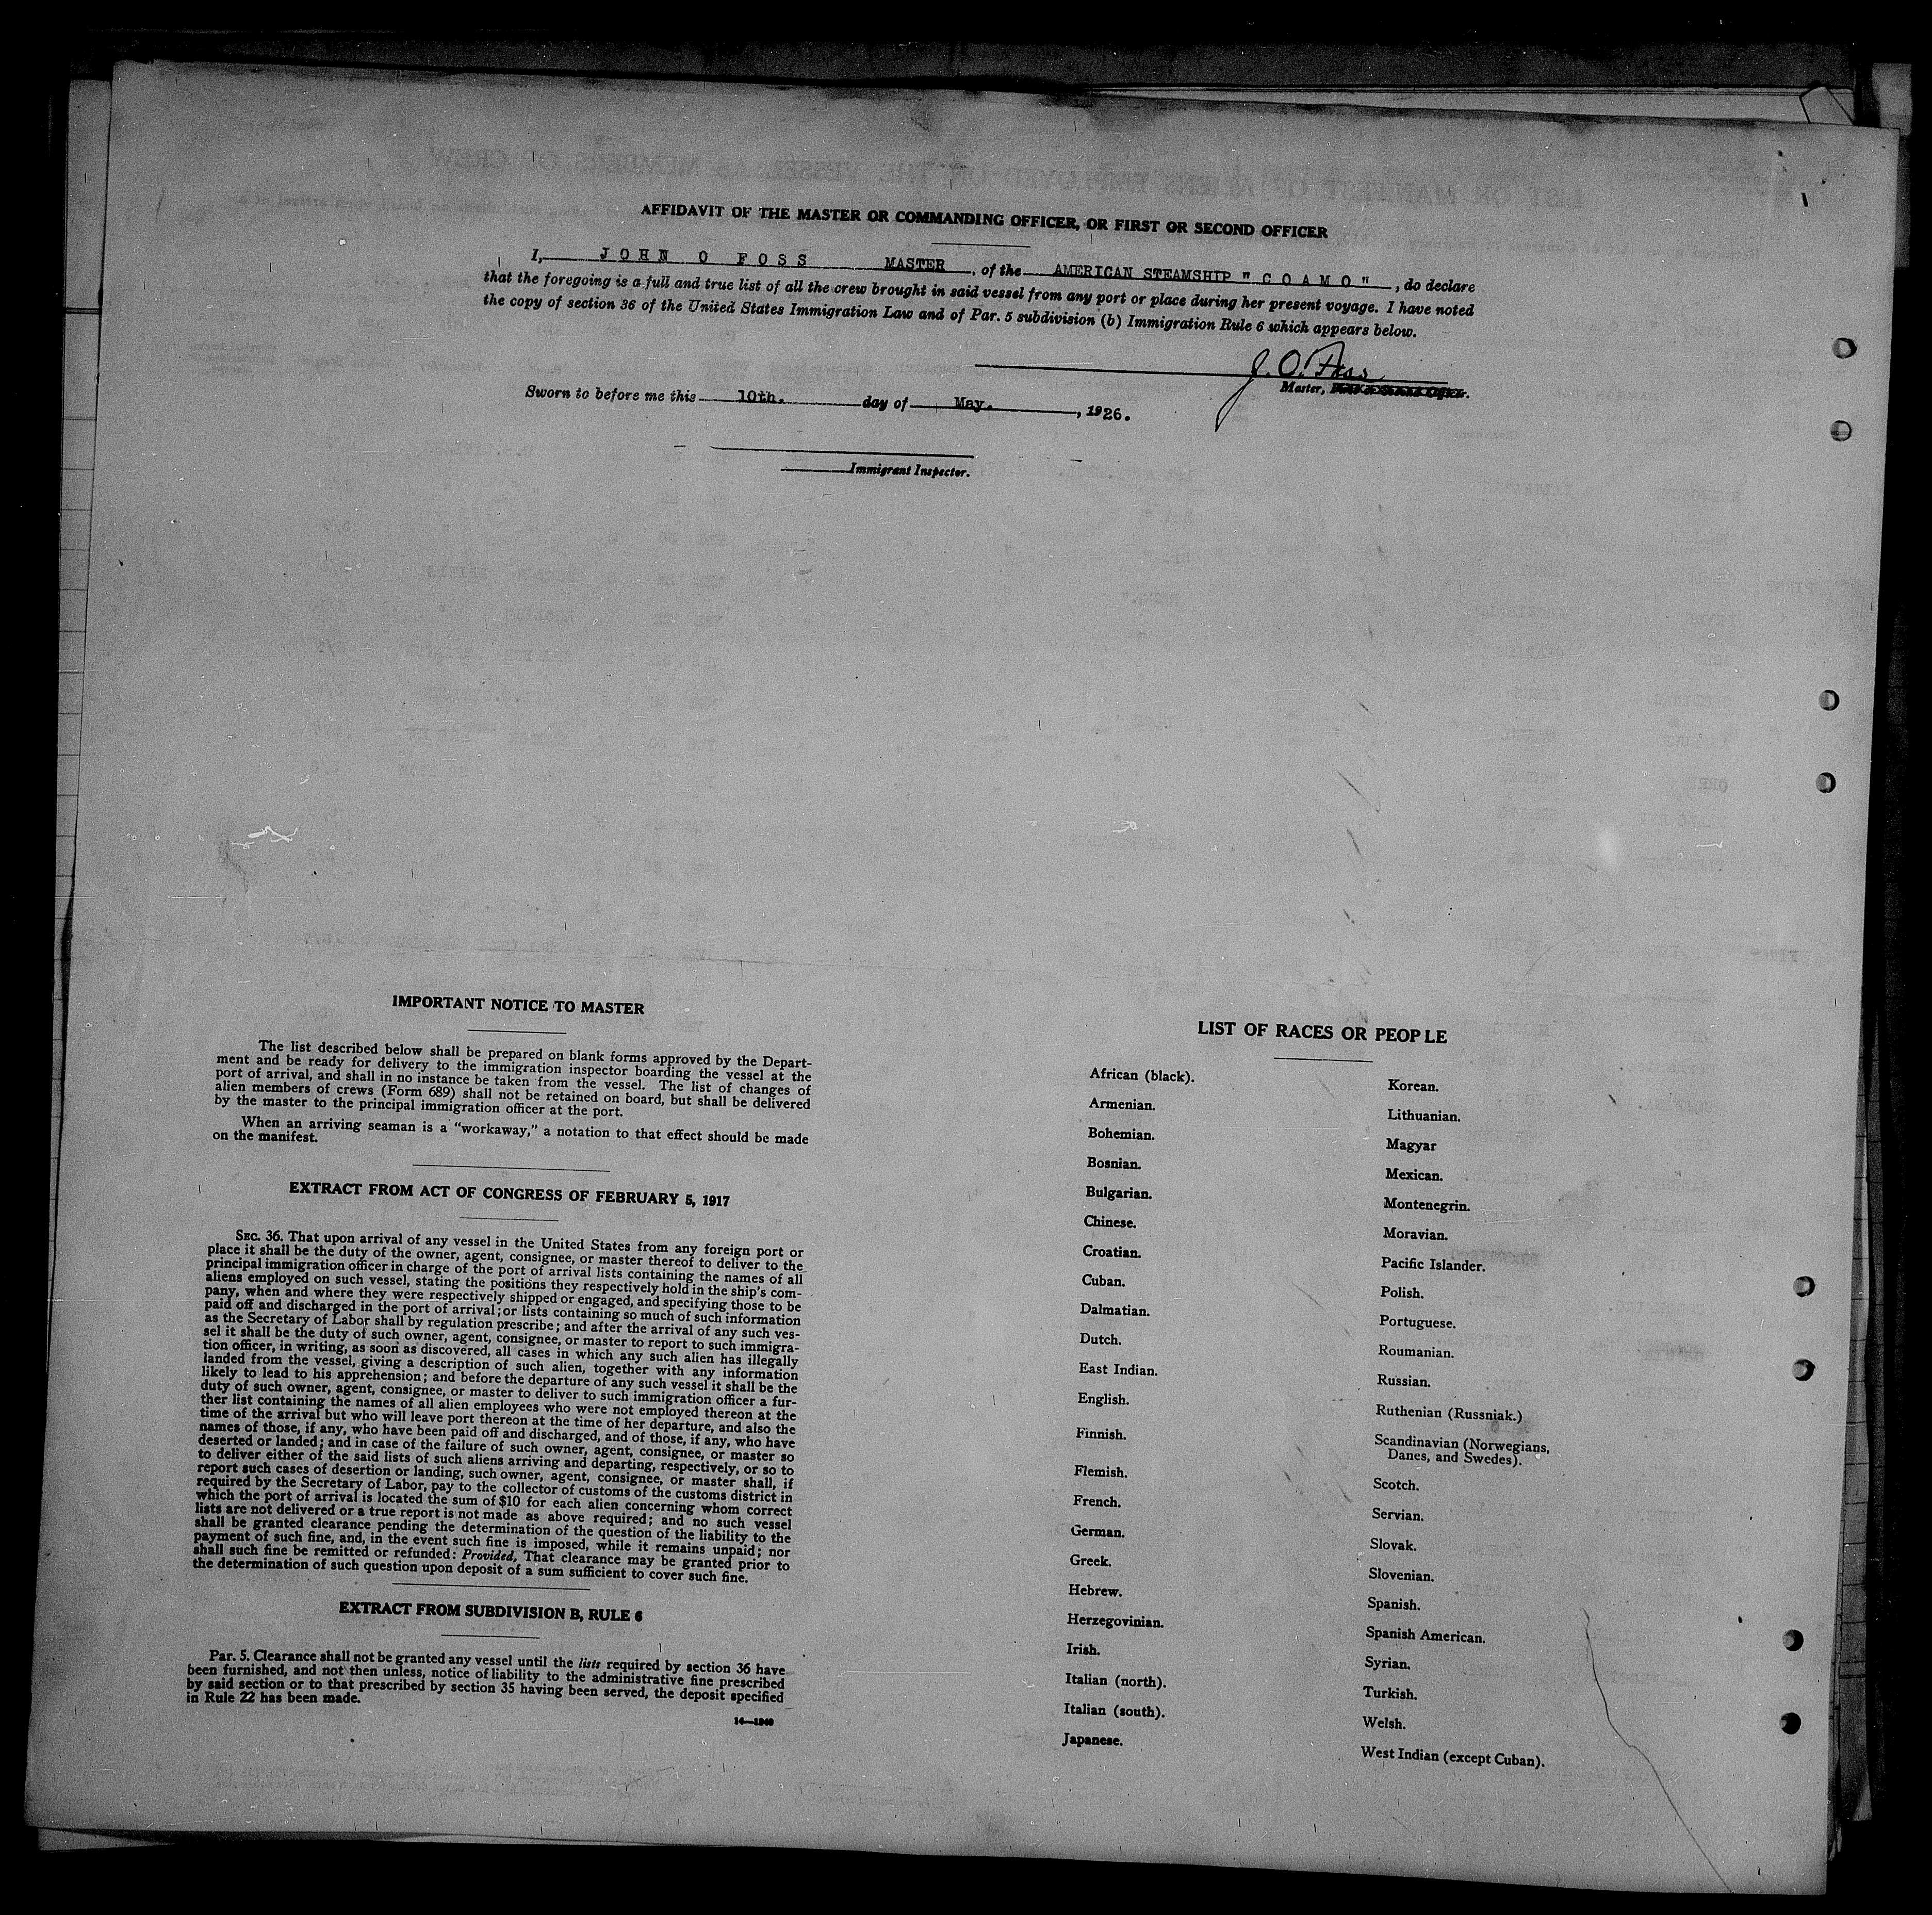 AFFIDAVIT OF THE MASTER OR COMMANDING OFFICER, OR FIRST OR SECOND OFFICER
I, JOHN O FOSS MASTER, of the AMERICAN STEAMSHIP "COAMO", do declare
that the foregoing is a full and true list of all the crew brought in said vessel from any port or place during her present voyage. I have noted
the copy of section 36 of the United States Immigration Law and of Par. 5 subdivision (b) Immigration Rule 6 which appears below.
J. O. Foss
Master,
Sworn to before me this 10th. day of May., 1926.
Immigrant Inspector.
IMPORTANT NOTICE TO MASTER
The list described below shall be prepared on blank forms approved by the Depart-
ment and be ready for delivery to the immigration inspector boarding the vessel at the
port of arrival, and shall in no instance be taken from the vessel. The list of changes of
alien members of crews (Form 689) shall not be retained on board, but shall be delivered
by the master to the principal immigration officer at the port.
When an arriving seaman is a "workaway," a notation to that effect should be made
on the manifest.
EXTRACT FROM ACT OF CONGRESS OF FEBRUARY 5, 1917
SEC. 36. That upon arrival of any vessel in the United States from any foreign port or
place it shall be the duty of the owner, agent, consignee, or master thereof to deliver to the
principal immigration officer in charge of the port of arrival lists containing the names of all
aliens employed on such vessel, stating the positions they respectively hold in the ship's com-
pany, when and where they were respectively shipped or engaged, and specifying those to be
paid off and discharged in the port of arrival; or lists containing so much of such information
as the Secretary of Labor shall by regulation prescribe; and after the arrival of any such ves-
sel it shall be the duty of such owner, agent, consignee, or master to report to such immigra-
tion officer, in writing, as soon as discovered, all cases in which any such alien has illegally
landed from the vessel, giving a description of such alien, together with any information
likely to lead to his apprehension; and before the departure of any such vessel it shall be the
duty of such owner, agent, consignee, or master to deliver to such immigration officer a fur-
ther list containing the names of all alien employees who were not employed thereon at the
time of the arrival but who will leave port thereon at the time of her departure, and also the
names of those, if any, who have been paid off and discharged, and of those, if any, who have
deserted or landed; and in case of the failure of such owner, agent, consignee, or master so
to deliver either of the said lists of such aliens arriving and departing, respectively, or so to
report such cases of desertion or landing, such owner, agent, consignee, or master shall, if
required by the Secretary of Labor, pay to the collector of customs of the customs district in
which the port of arrival is located the sum of $10 for each alien concerning whom correct
lists are not delivered or a true report is not made as above required; and no such vessel
shall be granted clearance pending the determination of the question of the liability to the
payment of such fine, and, in the event such fine is imposed, while it remains unpaid; nor
shall such fine be remitted or refunded: Provided, That clearance may be granted prior to
the determination of such question upon deposit of a sum sufficient to cover such fine.
EXTRACT FROM SUBDIVISION B, RULE 6
Par. 5. Clearance shall not be granted any vessel until the lists required by section 36 have
been furnished, and not then unless, notice of liability to the administrative fine prescribed
by said section or to that prescribed by section 35 having been served, the deposit specified
in Rule 22 has been made.
14—1240
LIST OF RACES OR PEOPLE
African (black).
Armenian.
Bohemian.
Bosnian.
Bulgarian.
Chinese.
Croatian.
Cuban.
Dalmatian.
Dutch.
East Indian.
English.
Finnish.
Flemish.
French.
German.
Greek.
Hebrew.
Herzegovinian.
Irish.
Italian (north).
Italian (south).
Japanese.
Korean.
Lithuanian.
Magyar
Mexican.
Montenegrin.
Moravian.
Pacific Islander.
Polish.
Portuguese.
Roumanian.
Russian.
Ruthenian (Russniak.)
Scandinavian (Norwegians,
Danes, and Swedes).
Scotch.
Servian.
Slovak.
Slovenian.
Spanish.
Spanish American.
Syrian.
Turkish.
Welsh.
West Indian (except Cuban).